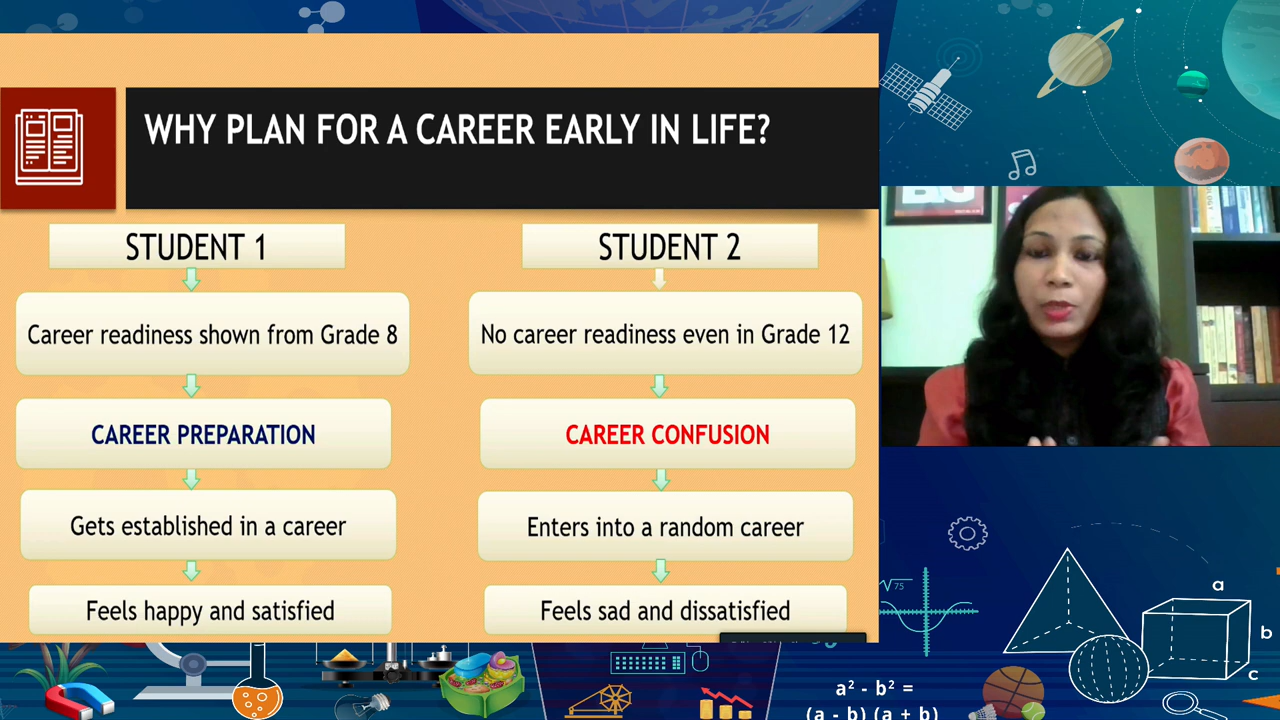 WHY PLAN FOR A CAREER EARLY IN LIFE?
STUDENT 1
Career readiness shown from Grade 8
CAREER PREPARATION
Gets established in a career
Feels happy and satisfied
STUDENT 2
No career readiness even in Grade 12
CAREER CONFUSION
Enters into a random career
Feels sad and dissatisfied
√75
a
b
c
a² - b² =
(a - b) (a + b)